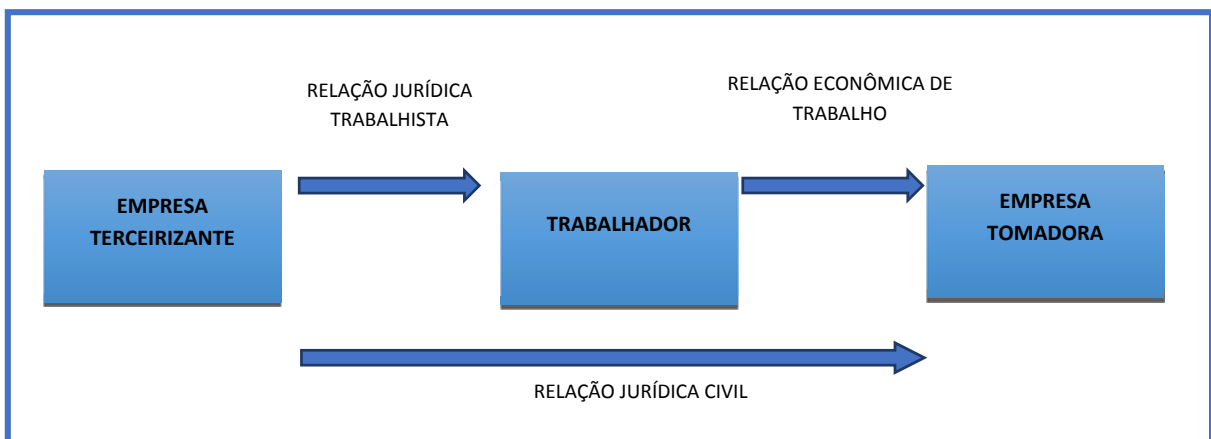 RELAÇÃO JURÍDICA
TRABALHISTA
RELAÇÃO ECONÔMICA DE
TRABALHO
EMPRESA
TERCEIRIZANTE
TRABALHADOR
EMPRESA
TOMADORA
RELAÇÃO JURÍDICA CIVIL